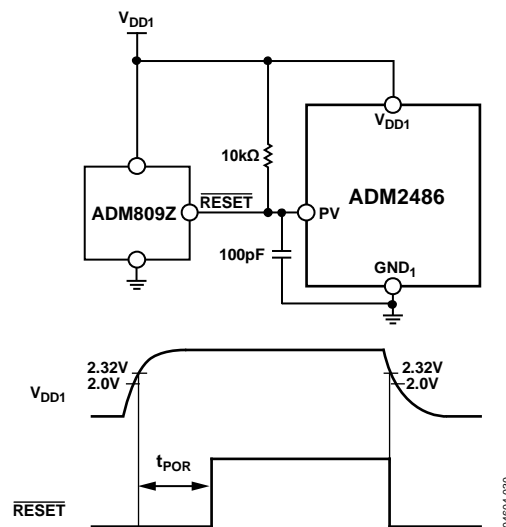 VDD1
10kΩ
VDD1
ADM2486
ADM809Z
RESET
PV
100pF
GND1
2.32V
2.0V
VDD1
2.32V
2.0V
tPOR
RESET